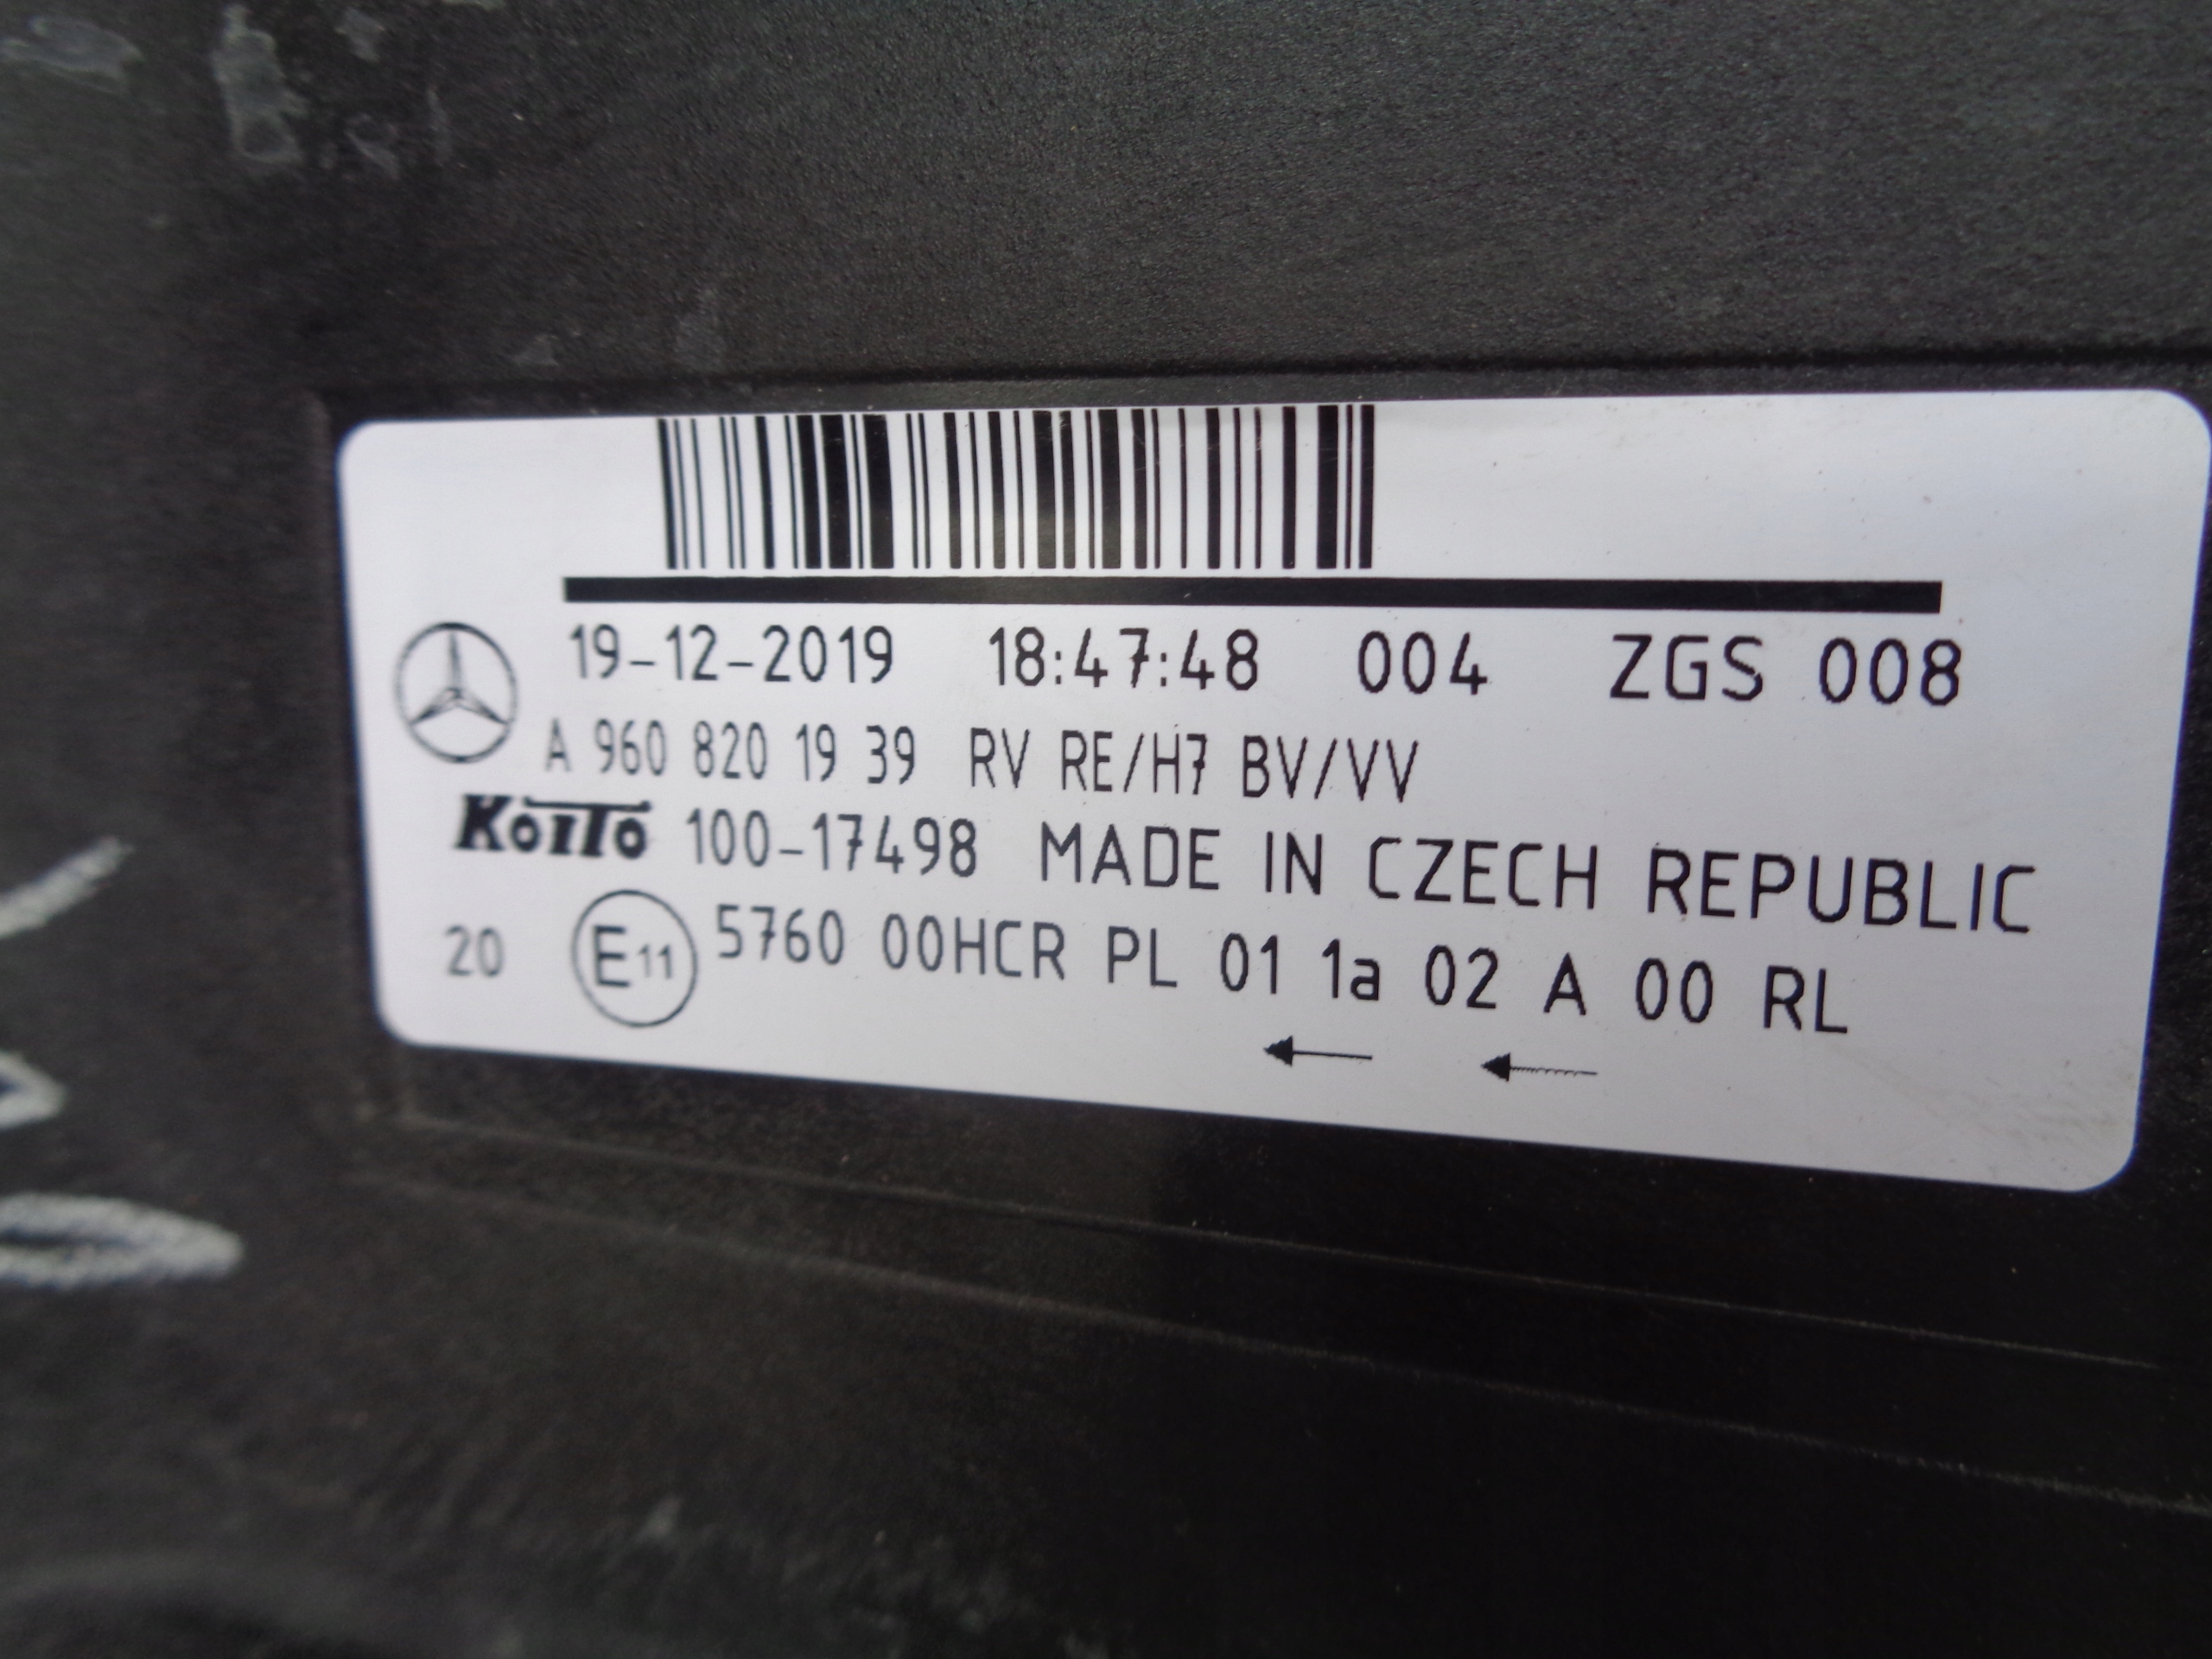 19-12-2019 18:47:48 004 ZGS 008
A 960 820 19 39 RV RE/H7 BV/VV
KOITO 100-17498 MADE IN CZECH REPUBLIC
20 E11 5760 00HCR PL 01 1a 02 A 00 RL